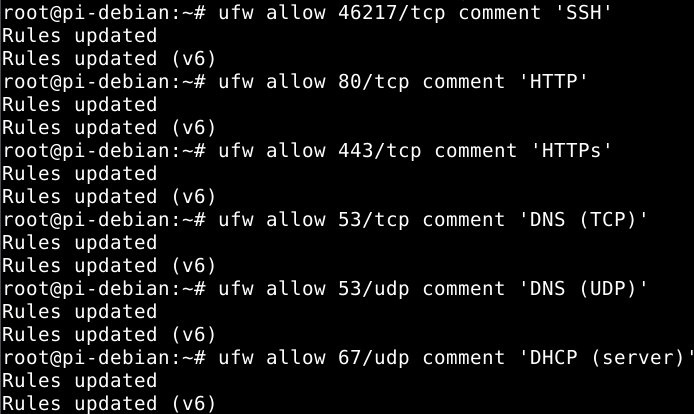 root@pi-debian:~# ufw allow 46217/tcp comment 'SSH'
Rules updated
Rules updated (v6)
root@pi-debian:~# ufw allow 80/tcp comment 'HTTP'
Rules updated
Rules updated (v6)
root@pi-debian:~# ufw allow 443/tcp comment 'HTTPs'
Rules updated
Rules updated (v6)
root@pi-debian:~# ufw allow 53/tcp comment 'DNS (TCP)'
Rules updated
Rules updated (v6)
root@pi-debian:~# ufw allow 53/udp comment 'DNS (UDP)'
Rules updated
Rules updated (v6)
root@pi-debian:~# ufw allow 67/udp comment 'DHCP (server)'
Rules updated
Rules updated (v6)